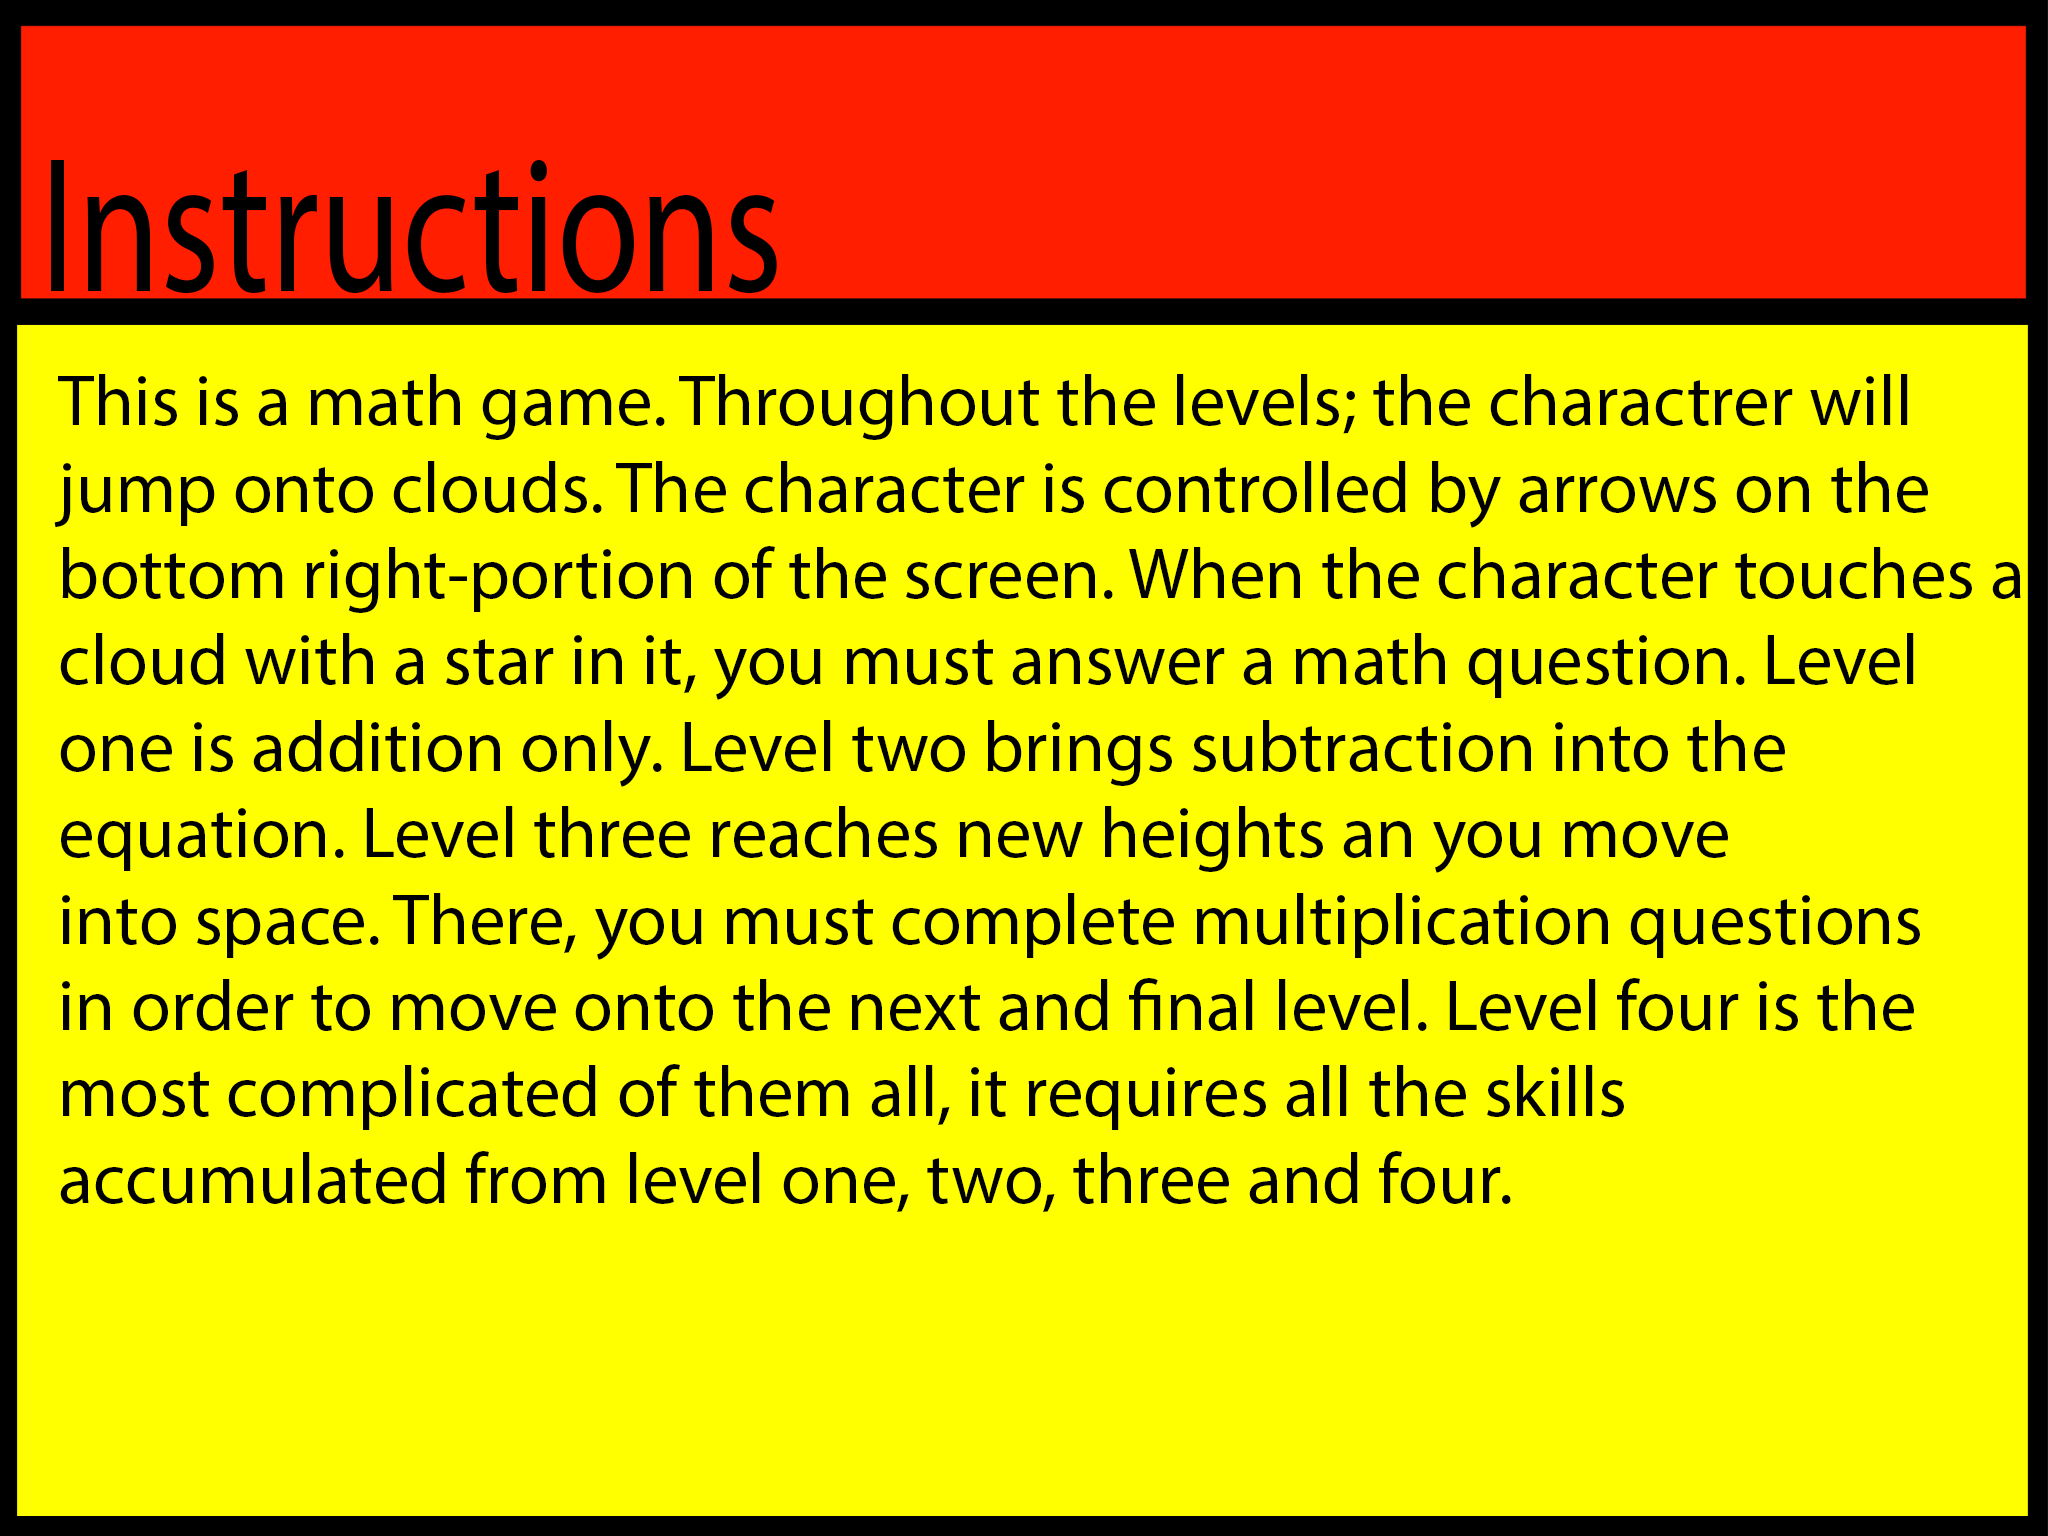 Instructions
This is a math game. Throughout the levels; the charactrer will
jump onto clouds. The character is controlled by arrows on the
bottom right-portion of the screen. When the character touches a
cloud with a star in it, you must answer a math question. Level
one is addition only. Level two brings subtraction into the
equation. Level three reaches new heights an you move
into space. There, you must complete multiplication questions
in order to move onto the next and final level. Level four is the
most complicated of them all, it requires all the skills
accumulated from level one, two, three and four.